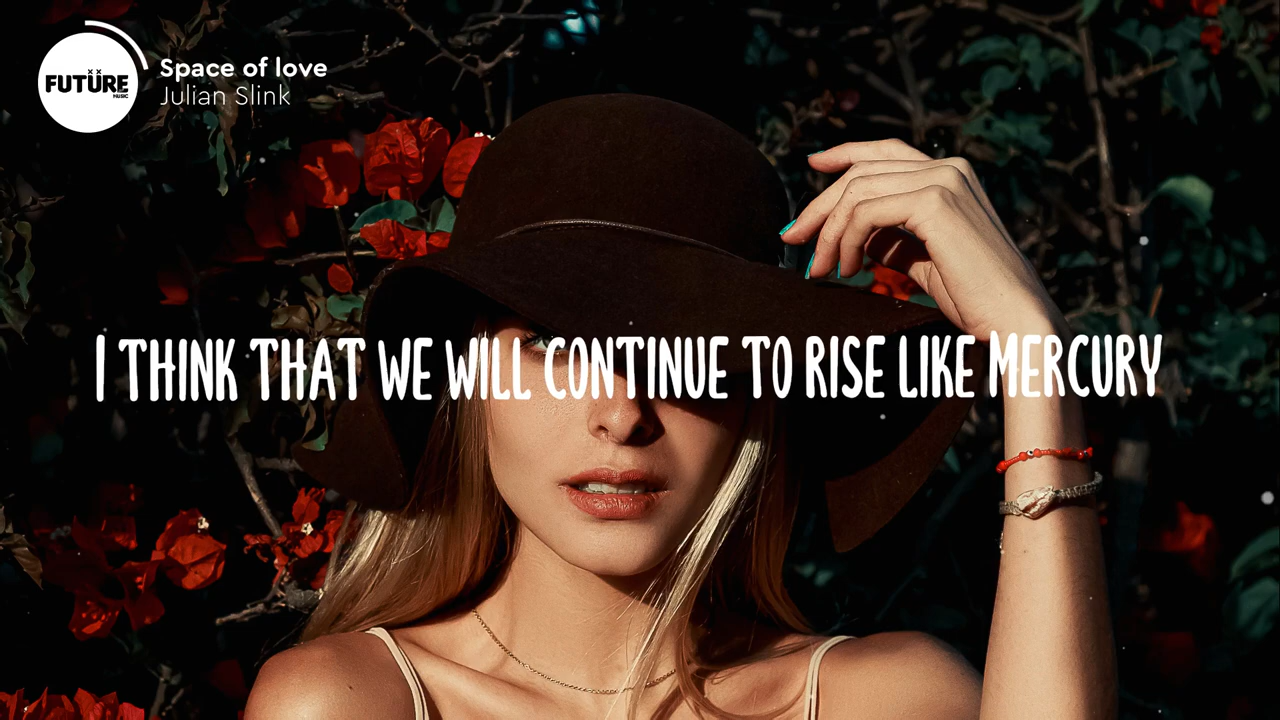 FUTURE
MUSIC
Space of love
Julian Slink
I THINK THAT WE WILL CONTINUE TO RISE LIKE MERCURY